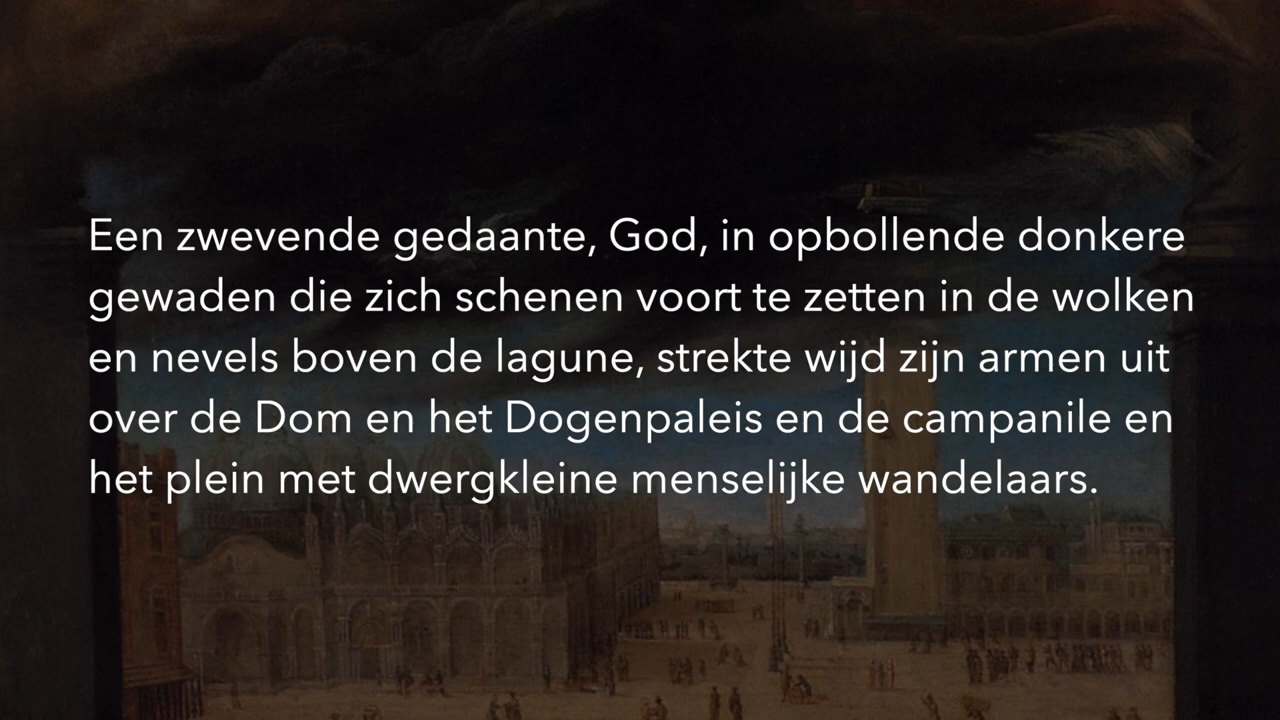 Een zwevende gedaante, God, in opbollende donkere
gewaden die zich schenen voort te zetten in de wolken
en nevels boven de lagune, strekte wijd zijn armen uit
over de Dom en het Dogenpaleis en de campanile en
het plein met dwergkleine menselijke wandelaars.